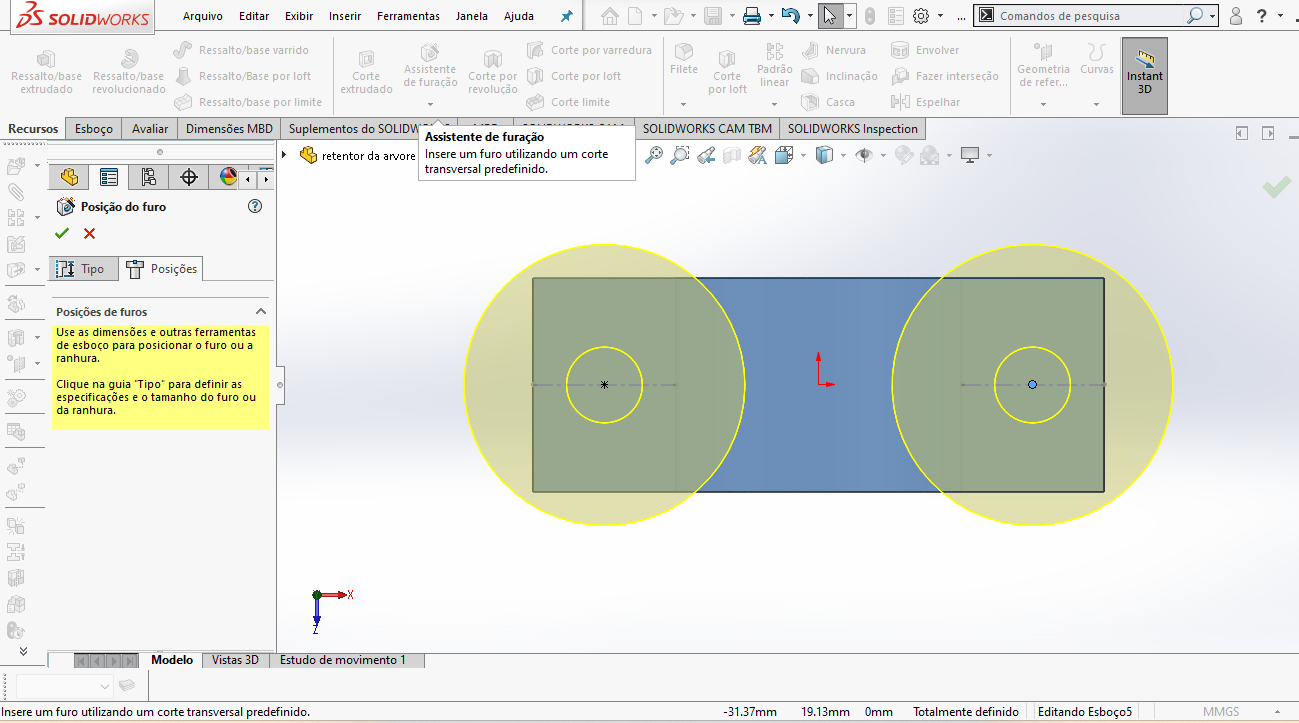 SOLIDWORKS
Arquivo Editar Exibir Inserir Ferramentas Janela Ajuda
... Comandos de pesquisa ?
Ressalto/base extrudado
Ressalto/base revolucionado
Ressalto/base varrido
Ressalto/Base por loft
Ressalto/base por limite
Corte extrudado
Assistente de furação
Corte por revolução
Corte por varredura
Corte por loft
Corte limite
Filete
Corte por loft
Padrão linear
Nervura
Inclinação
Casca
Envolver
Fazer interseção
Espelhar
Geometria de refer...
Curvas
Instant 3D
Recursos Esboço Avaliar Dimensões MBD Suplementos do SOLIDW SOLIDWORKS CAM TBM SOLIDWORKS Inspection
Assistente de furação
Insere um furo utilizando um corte
transversal predefinido.
retentor da arvore
Posição do furo ?
Tipo Posições
Posições de furos
Use as dimensões e outras ferramentas
de esboço para posicionar o furo ou a
ranhura.
Clique na guia "Tipo" para definir as
especificações e o tamanho do furo ou
da ranhura.
X
Z
Modelo Vistas 3D Estudo de movimento 1
Insere um furo utilizando um corte transversal predefinido. -31.37mm 19.13mm 0mm Totalmente definido Editando Esboço5 MMGS